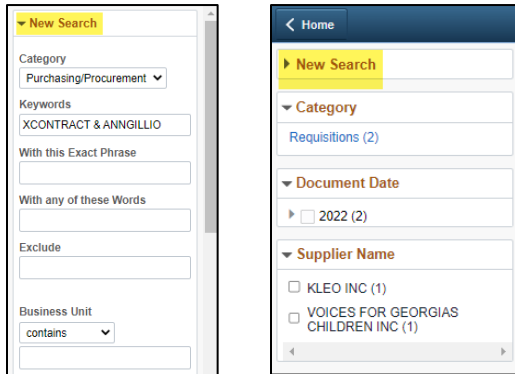 New Search
Category
Purchasing/Procurement
Keywords
XCONTRACT & ANNGILLIO
With this Exact Phrase
With any of these Words
Exclude
Business Unit
contains
Home
New Search
Category
Requisitions (2)
Document Date
2022 (2)
Supplier Name
KLEO INC (1)
VOICES FOR GEORGIAS
CHILDREN INC (1)